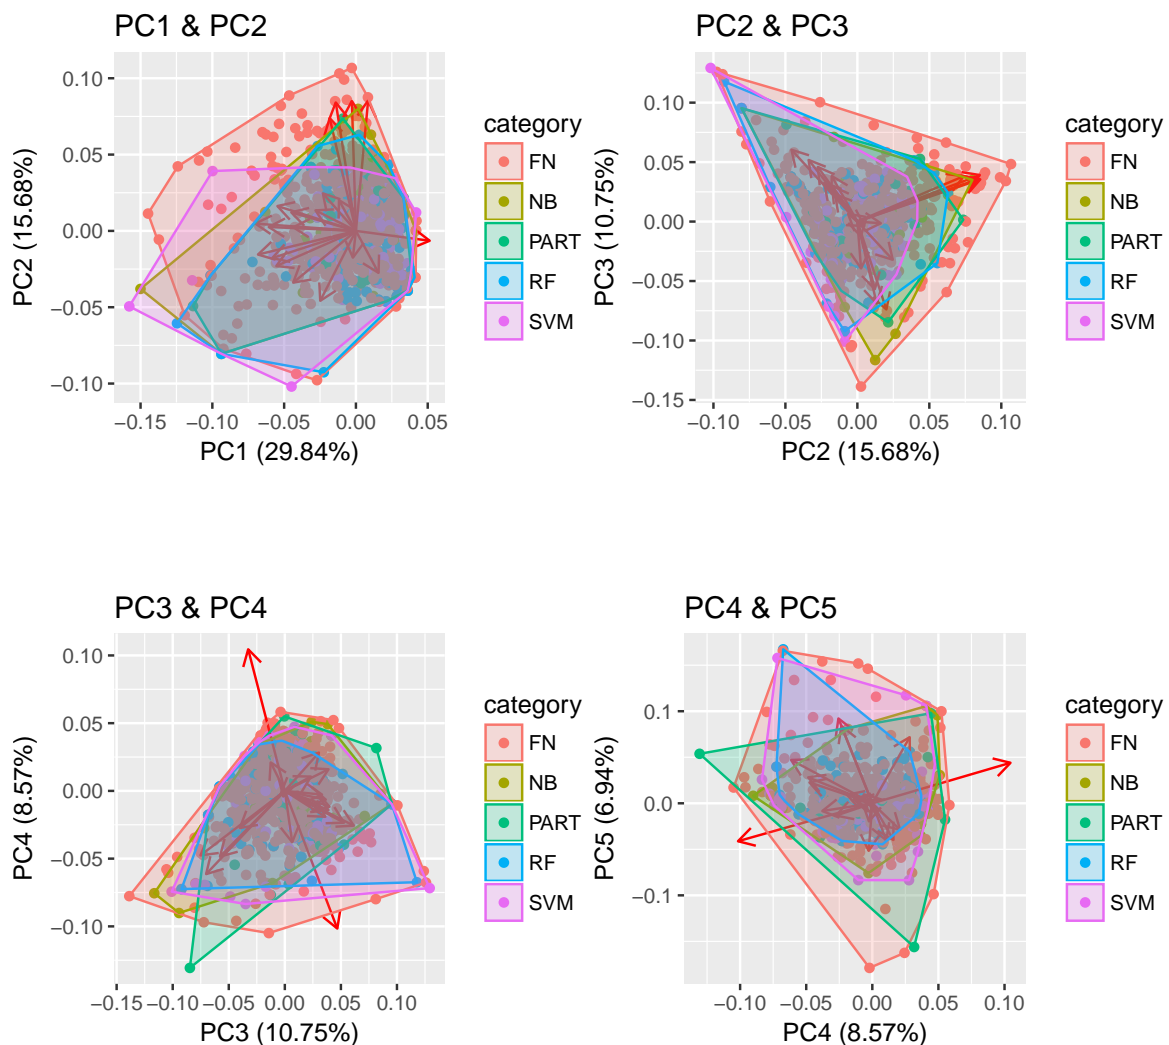 PC1 & PC2
0.10
0.05
0.00
−0.05
−0.10
−0.15 −0.10 −0.05 0.00 0.05
PC1 (29.84%)
PC2 (15.68%)
category
FN
NB
PART
RF
SVM
PC2 & PC3
0.10
0.05
0.00
−0.05
−0.10
−0.15
−0.10 −0.05 0.00 0.05 0.10
PC2 (15.68%)
PC3 (10.75%)
category
FN
NB
PART
RF
SVM
PC3 & PC4
0.10
0.05
0.00
−0.05
−0.10
−0.15 −0.10 −0.05 0.00 0.05 0.10
PC3 (10.75%)
PC4 (8.57%)
category
FN
NB
PART
RF
SVM
PC4 & PC5
0.1
0.0
−0.1
−0.10 −0.05 0.00 0.05 0.10
PC4 (8.57%)
PC5 (6.94%)
category
FN
NB
PART
RF
SVM